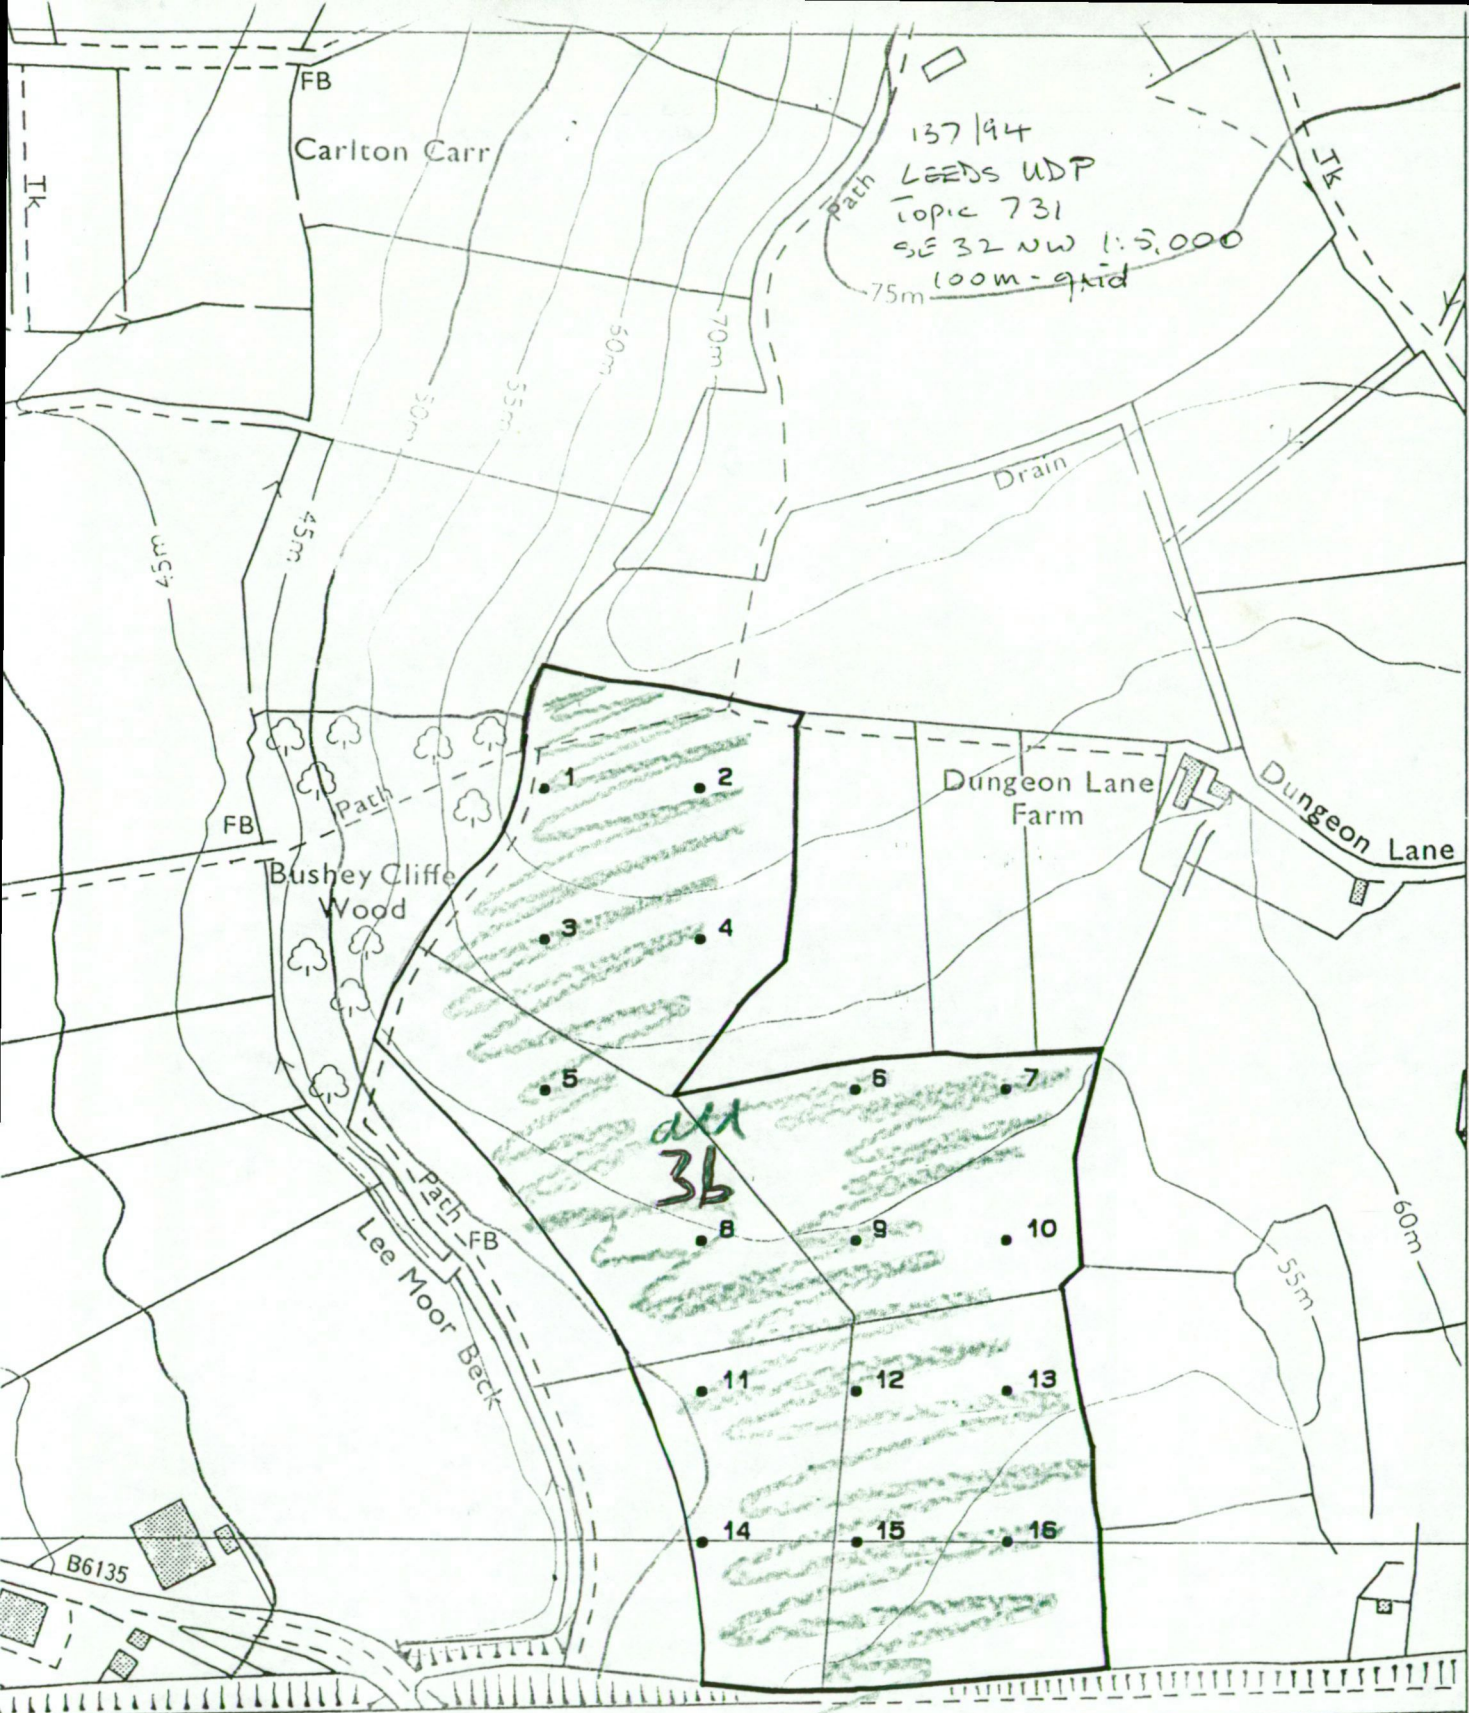 FB
Carlton Carr
Tk
137/94
LEEDS UDP
Topic 731
SE 32 NW 1:5,000
100m-grid
Path
75m
Tk
60m
70m
55m
50m
Drain
45m
45m
1
2
Path
FB
Bushey Cliffe
Wood
Dungeon Lane
Farm
Dungeon Lane
3
4
5
6
7
all
3b
Path
FB
Lee Moor Beck
8
9
10
60m
55m
11
12
13
14
15
16
B6135